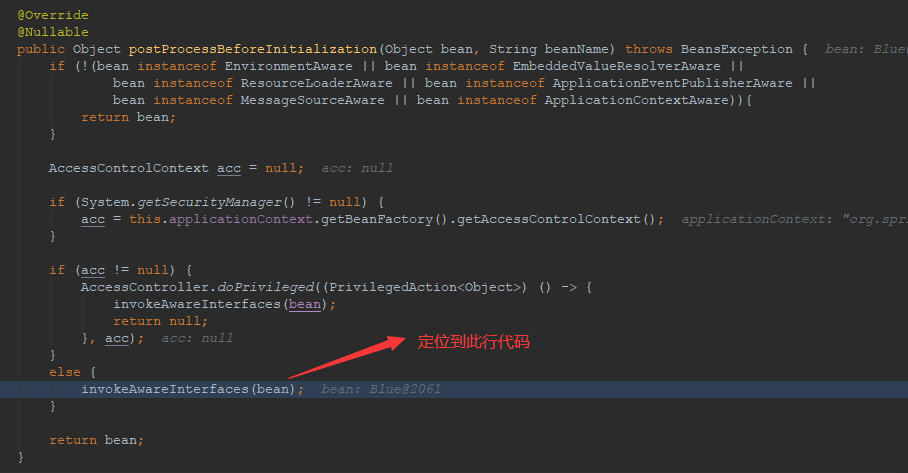 @Override
@Nullable
public Object postProcessBeforeInitialization(Object bean, String beanName) throws BeansException {  bean: Blue
if (!(bean instanceof EnvironmentAware || bean instanceof EmbeddedValueResolverAware ||
bean instanceof ResourceLoaderAware || bean instanceof ApplicationEventPublisherAware ||
bean instanceof MessageSourceAware || bean instanceof ApplicationContextAware)){
return bean;
}
AccessControlContext acc = null;  acc: null
if (System.getSecurityManager() != null) {
acc = this.applicationContext.getBeanFactory().getAccessControlContext();  applicationContext: "org.spri
}
if (acc != null) {
AccessController.doPrivileged((PrivilegedAction<Object>) () -> {
invokeAwareInterfaces(bean);
return null;
}, acc);  acc: null
定位到此行代码
}
else {
invokeAwareInterfaces(bean);  bean: Blue@2061
}
return bean;
}